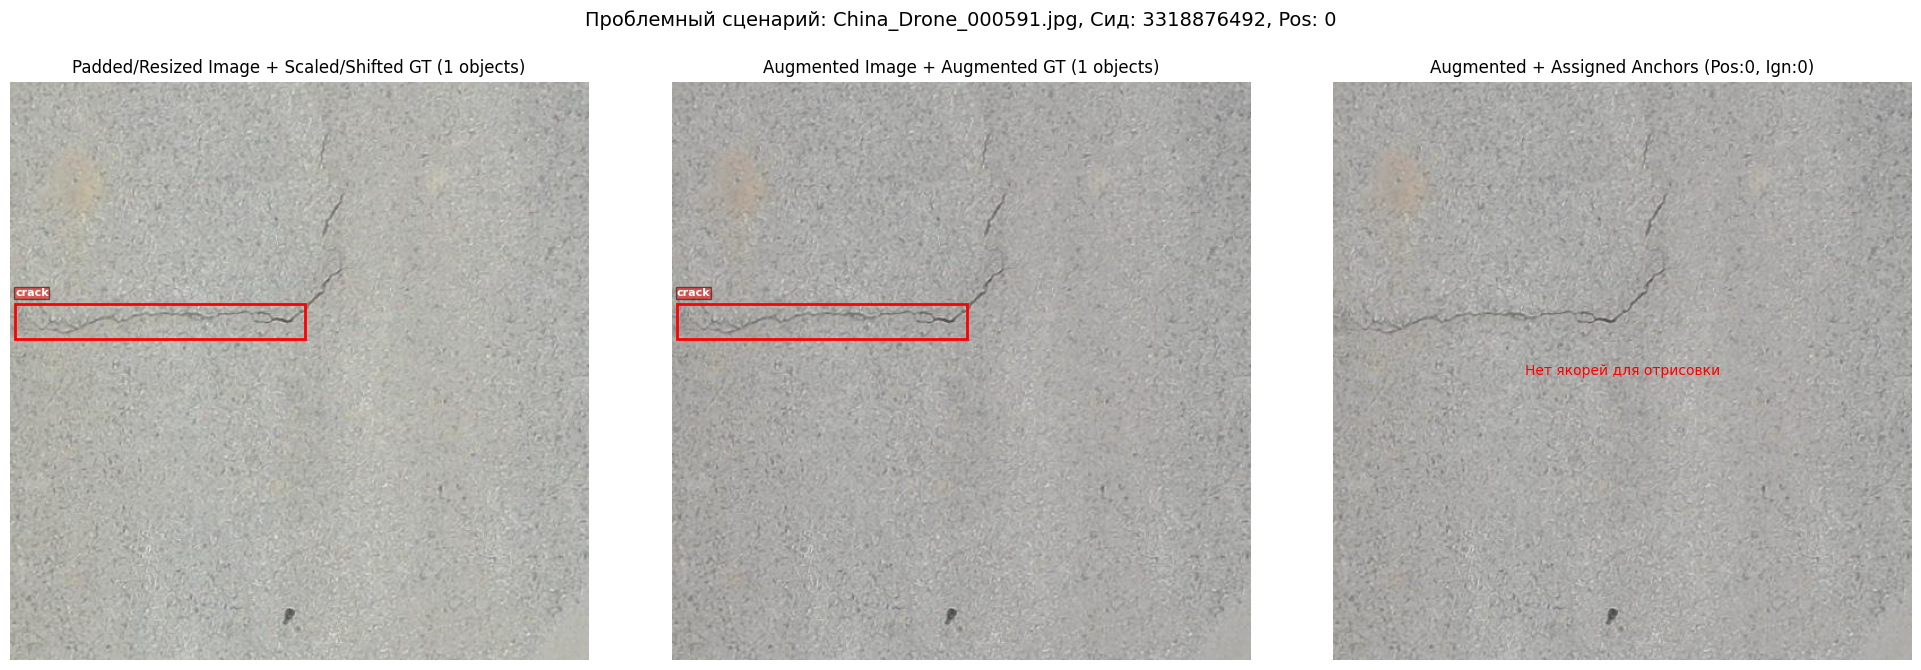 Проблемный сценарий: China_Drone_000591.jpg, Сид: 3318876492, Pos: 0
Padded/Resized Image + Scaled/Shifted GT (1 objects)
Augmented Image + Augmented GT (1 objects)
Augmented + Assigned Anchors (Pos:0, Ign:0)
crack
crack
Нет якорей для отрисовки